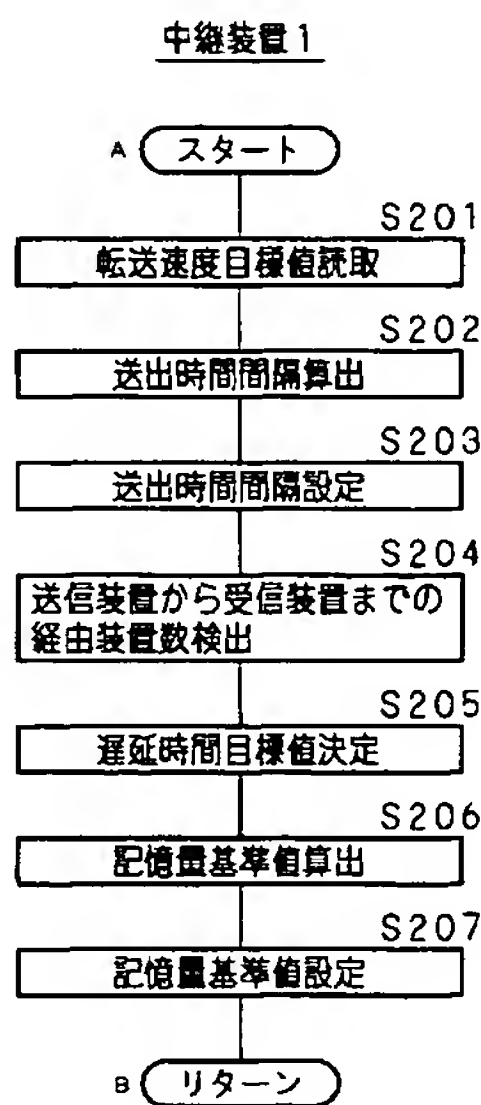 中継装置1
A スタート
S201
転送速度目標値読取
S202
送出時間間隔算出
S203
送出時間間隔設定
S204
送信装置から受信装置までの
経由装置数検出
S205
遅延時間目標値決定
S206
記憶量基準値算出
S207
記憶量基準値設定
B リターン